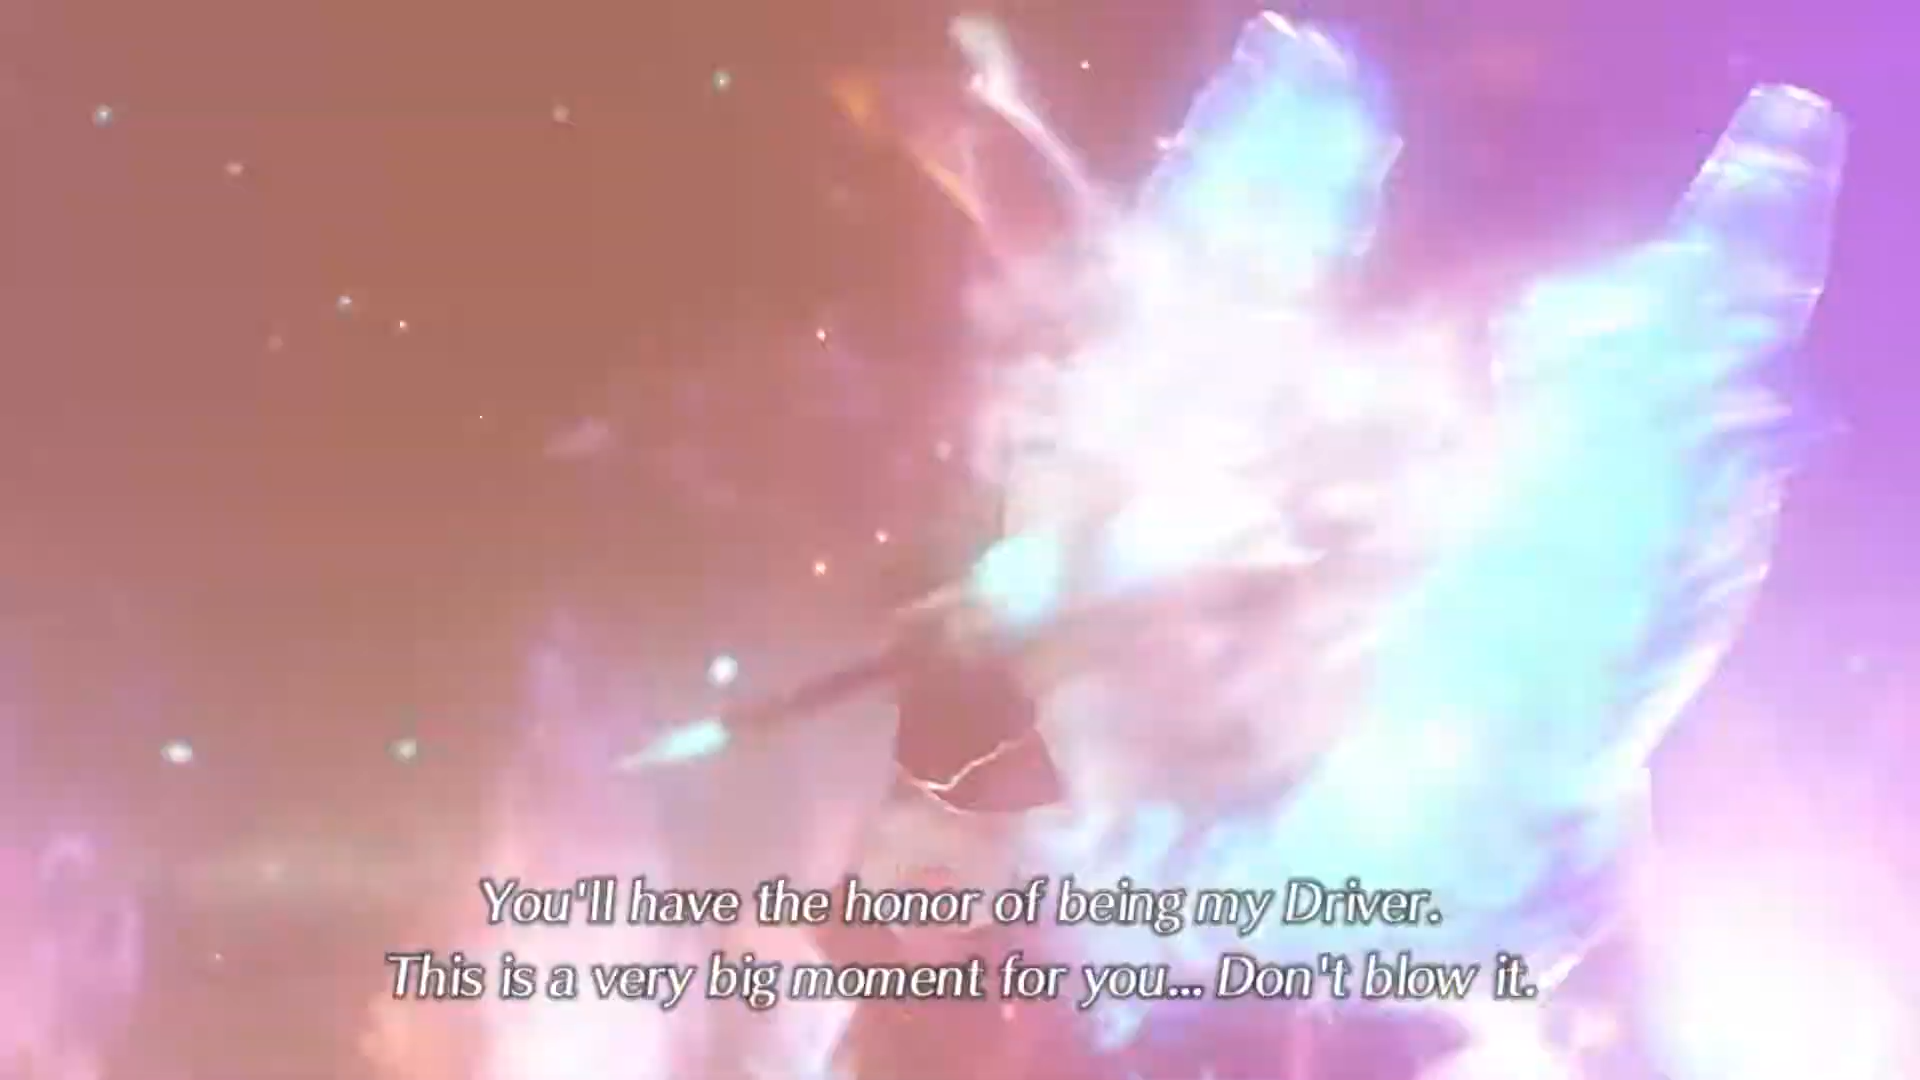 You'll have the honor of being my Driver.
This is a very big moment for you... Don't blow it.